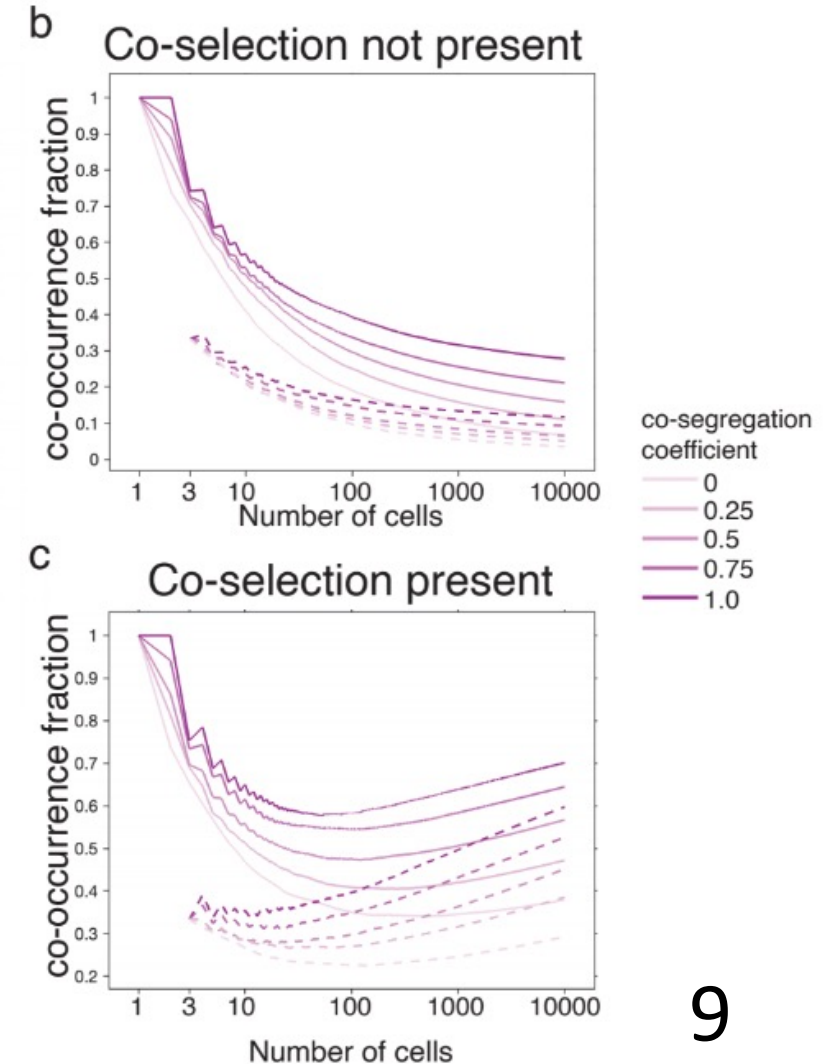 b
Co-selection not present
co-occurrence fraction
1
0.9
0.8
0.7
0.6
0.5
0.4
0.3
0.2
0.1
0
1 3 10 100 1000 10000
Number of cells
co-segregation
coefficient
0
0.25
0.5
0.75
1.0
c
Co-selection present
co-occurrence fraction
1
0.9
0.8
0.7
0.6
0.5
0.4
0.3
0.2
1 3 10 100 1000 10000
Number of cells
9